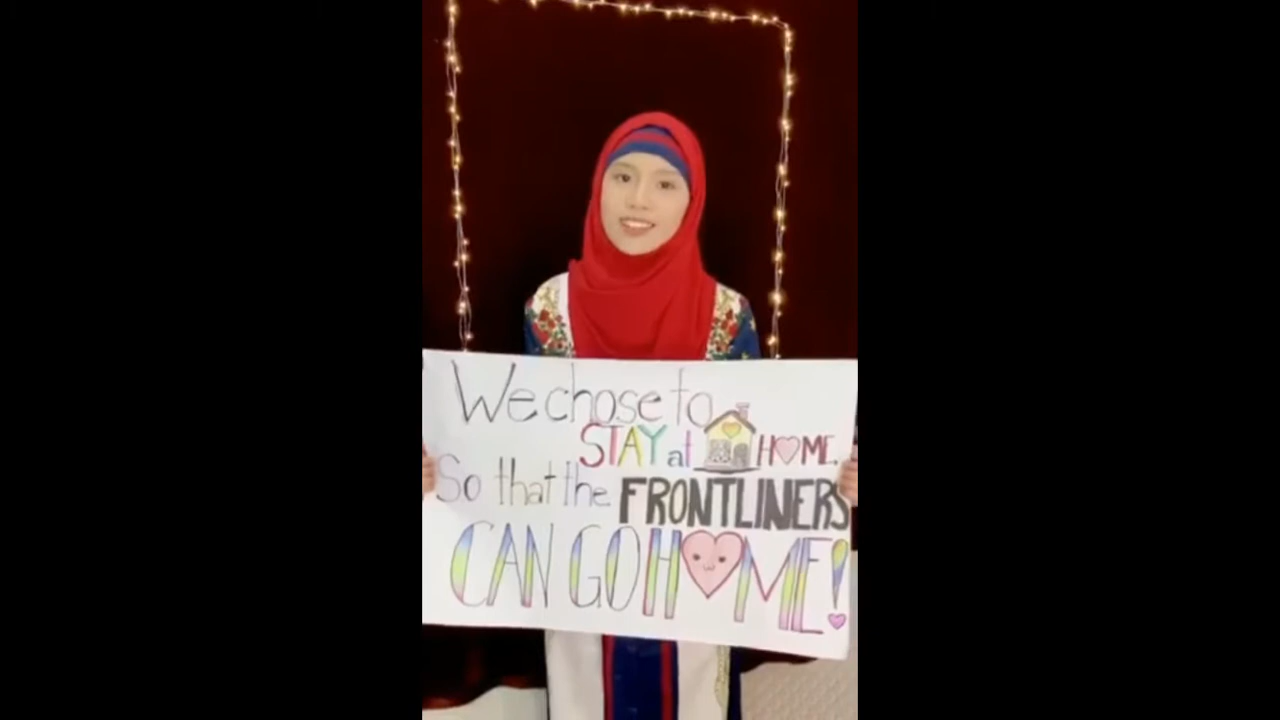 We chose to
STAY at HOME.
So that the FRONTLINERS
CAN GO HOME!